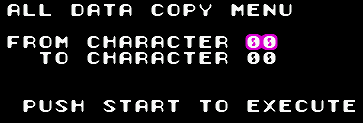 ALL DATA COPY MENU
FROM CHARACTER 00
TO CHARACTER 00
PUSH START TO EXECUTE